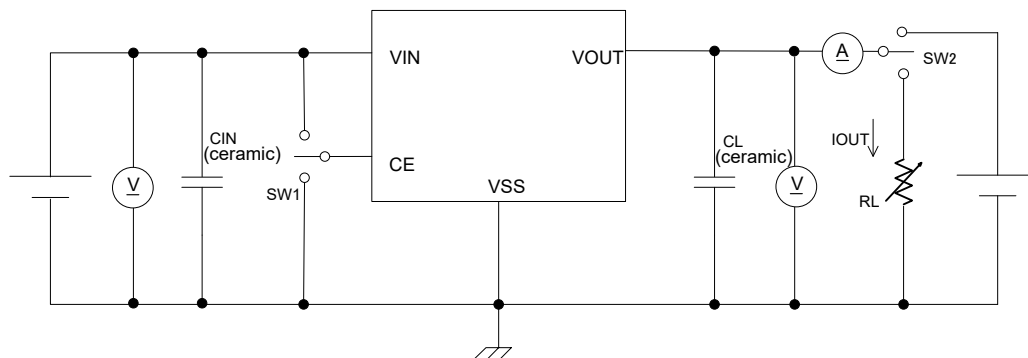 VIN
VOUT
A
SW2
CIN
(ceramic)
CE
SW1
V
VSS
CL
(ceramic)
V
IOUT
RL